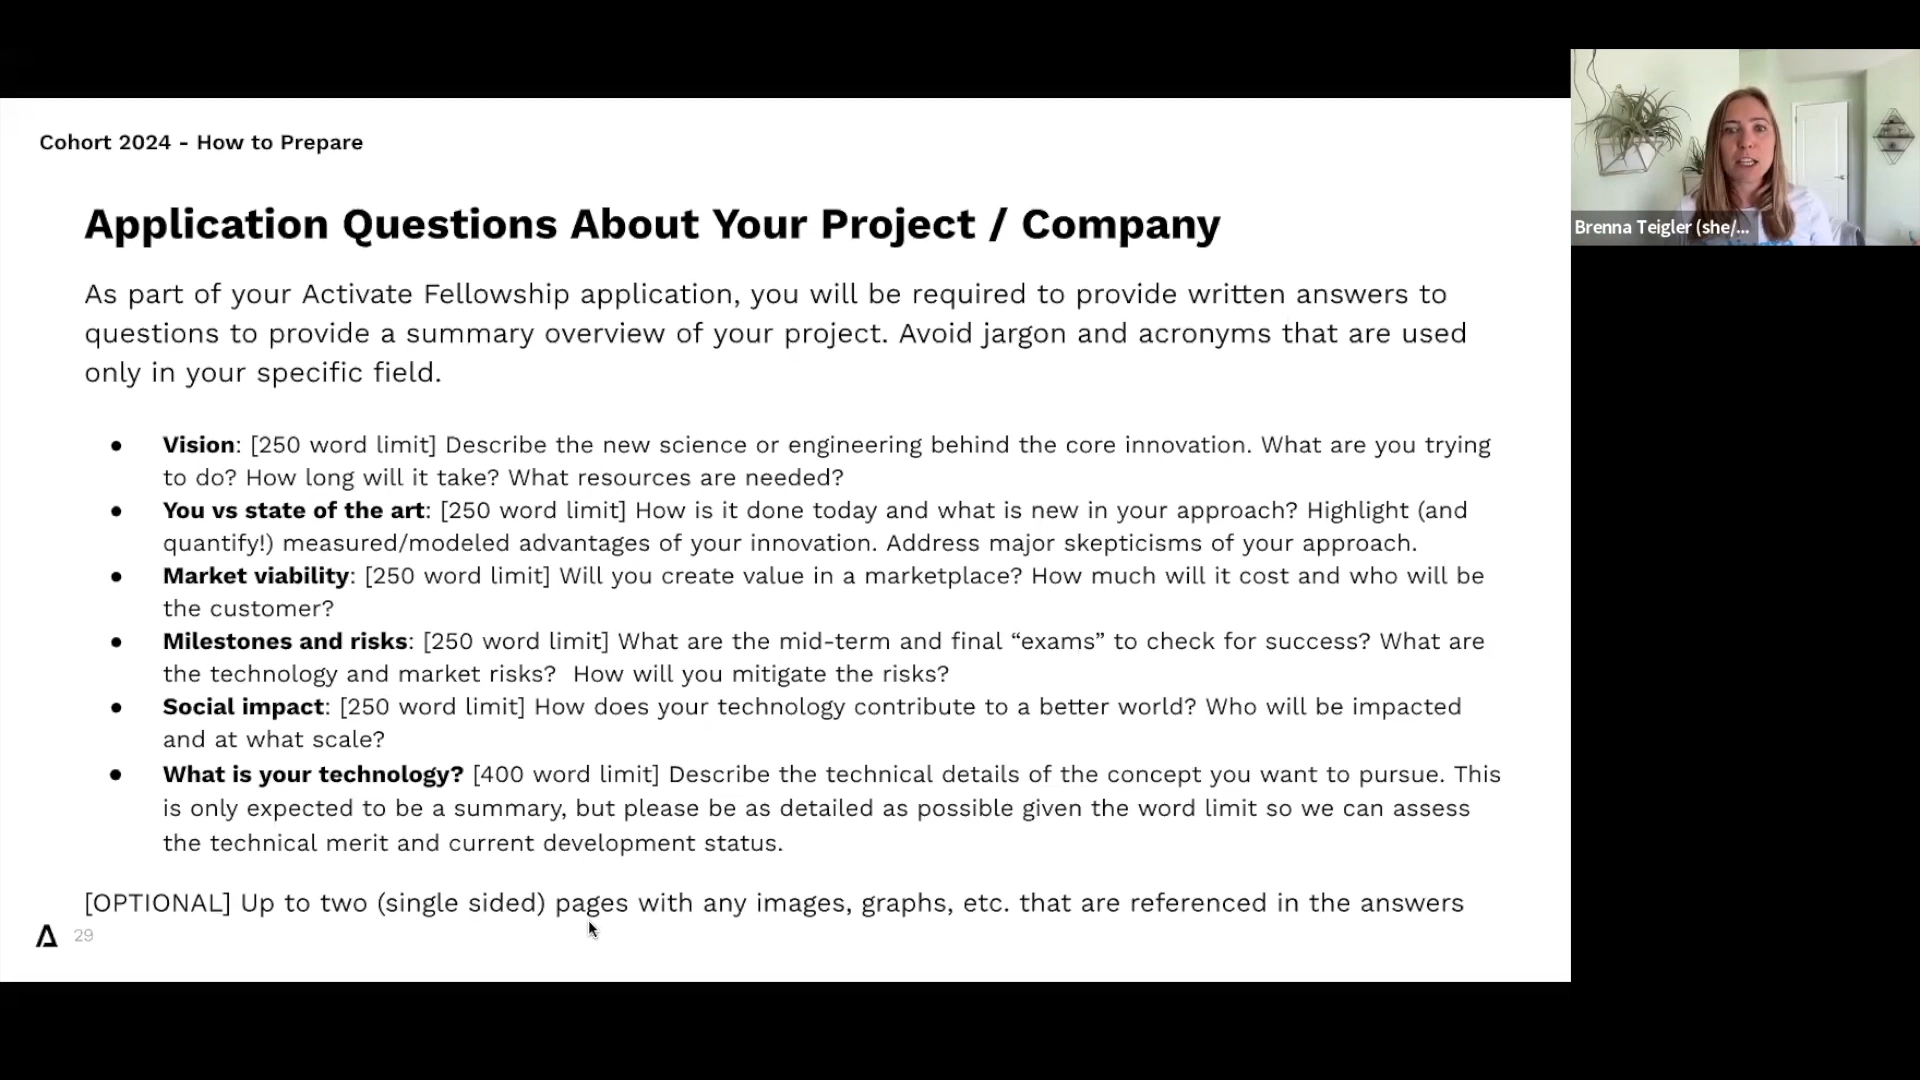 Cohort 2024 - How to Prepare
Application Questions About Your Project / Company
As part of your Activate Fellowship application, you will be required to provide written answers to
questions to provide a summary overview of your project. Avoid jargon and acronyms that are used
only in your specific field.
● Vision: [250 word limit] Describe the new science or engineering behind the core innovation. What are you trying
to do? How long will it take? What resources are needed?
● You vs state of the art: [250 word limit] How is it done today and what is new in your approach? Highlight (and
quantify!) measured/modeled advantages of your innovation. Address major skepticisms of your approach.
● Market viability: [250 word limit] Will you create value in a marketplace? How much will it cost and who will be
the customer?
● Milestones and risks: [250 word limit] What are the mid-term and final “exams” to check for success? What are
the technology and market risks?  How will you mitigate the risks?
● Social impact: [250 word limit] How does your technology contribute to a better world? Who will be impacted
and at what scale?
● What is your technology? [400 word limit] Describe the technical details of the concept you want to pursue. This
is only expected to be a summary, but please be as detailed as possible given the word limit so we can assess
the technical merit and current development status.
[OPTIONAL] Up to two (single sided) pages with any images, graphs, etc. that are referenced in the answers
29
Brenna Teigler (she/...